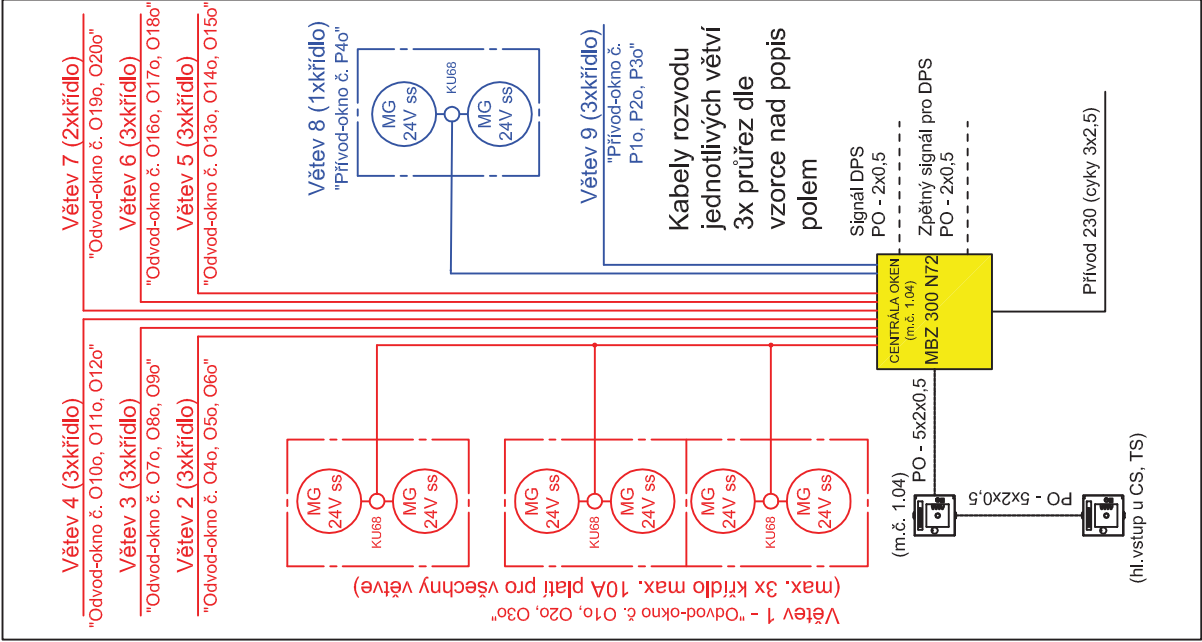 Větev 7 (2xkřídlo)
"Odvod-okno č. O19o, O20o"
Větev 6 (3xkřídlo)
"Odvod-okno č. O16o, O17o, O18o"
Větev 5 (3xkřídlo)
"Odvod-okno č. O13o, O14o, O15o"
Větev 4 (3xkřídlo)
"Odvod-okno č. O10o, O11o, O12o"
Větev 3 (3xkřídlo)
"Odvod-okno č. O7o, O8o, O9o"
Větev 2 (3xkřídlo)
"Odvod-okno č. O4o, O5o, O6o"
Větev 8 (1xkřídlo)
"Přívod-okno č. P4o"
MG
24V ss
KU68
MG
24V ss
Větev 9 (3xkřídlo)
"Přívod-okno č.
P1o, P2o, P3o"
Kabely rozvodu
jednotlivých větví
3x průřez dle
vzorce nad popis
polem
Signál DPS
PO - 2x0,5
Zpětný signál pro DPS
PO - 2x0,5
CENTRÁLA OKEN
(m.č. 1.04)
MBZ 300 N72
Přívod 230 (cyky 3x2,5)
MG
24V ss
KU68
MG
24V ss
MG
24V ss
KU68
MG
24V ss
MG
24V ss
KU68
MG
24V ss
Větev 1 - "Odvod-okno č. O1o, O2o, O3o"
(max. 3x křídlo max. 10A platí pro všechny větve)
(m.č. 1.04)
PO - 5x2x0,5
PO - 5x2x0,5
(hl.vstup u CS, TS)